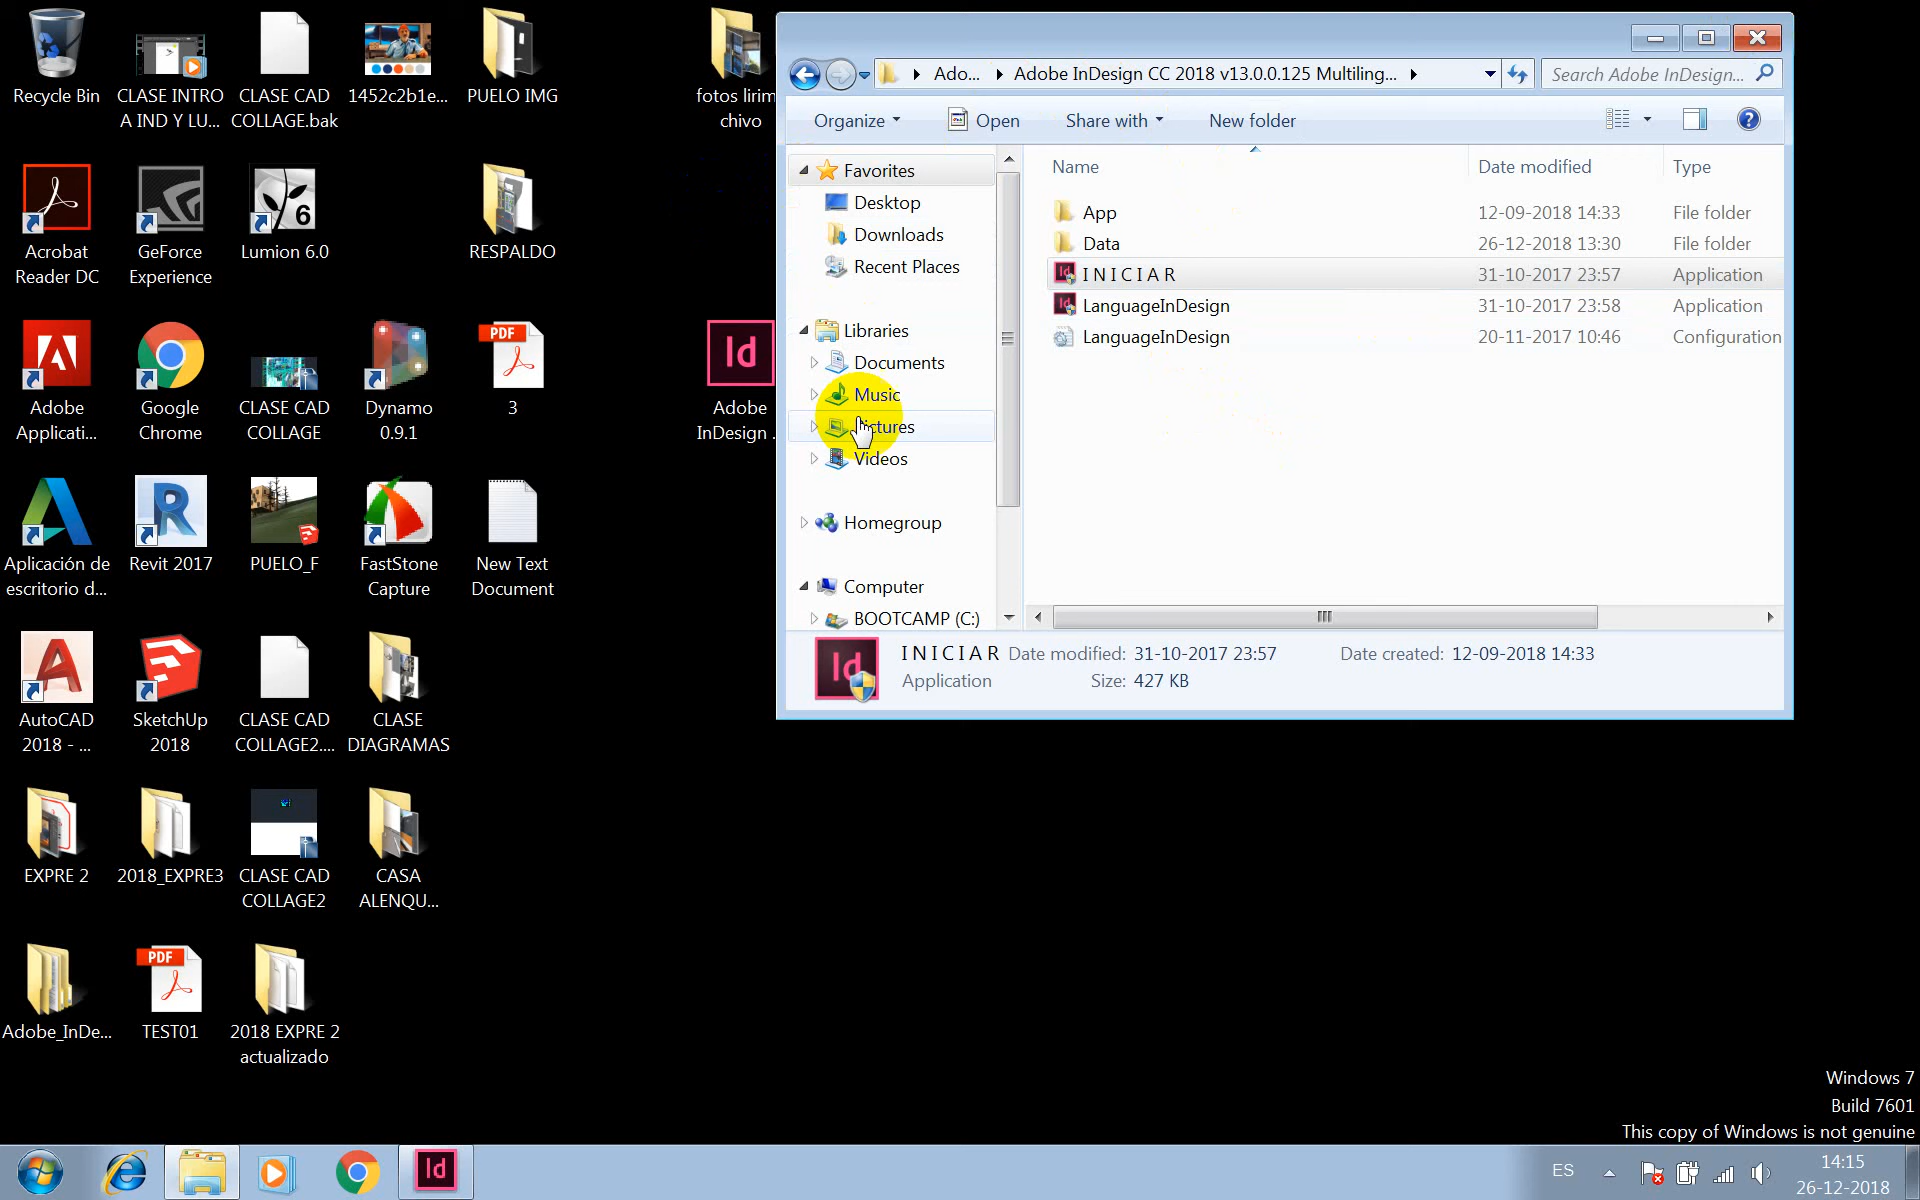 Recycle Bin
CLASE INTRO
A IND Y LU...
CLASE CAD
COLLAGE.bak
1452c2b1e...
PUELO IMG
fotos lirim
chivo
Acrobat
Reader DC
GeForce
Experience
6
Lumion 6.0
RESPALDO
Adobe
Applicati...
Google
Chrome
CLASE CAD
COLLAGE
Dynamo
0.9.1
PDF
3
Id
Adobe
InDesign .
Aplicación de
escritorio d...
Revit 2017
PUELO_F
FastStone
Capture
New Text
Document
AutoCAD
2018 - ...
SketchUp
2018
CLASE CAD
COLLAGE2....
CLASE
DIAGRAMAS
EXPRE 2
2018_EXPRE3
CLASE CAD
COLLAGE2
CASA
ALENQU...
Adobe_InDe...
PDF
TEST01
2018 EXPRE 2
actualizado
Ado...
Adobe InDesign CC 2018 v13.0.0.125 Multiling...
Search Adobe InDesign...
Organize
Open
Share with
New folder
Favorites
Desktop
Downloads
Recent Places
Libraries
Documents
Music
ctures
Videos
Homegroup
Computer
BOOTCAMP (C:)
Name Date modified Type
App 12-09-2018 14:33 File folder
Data 26-12-2018 13:30 File folder
I N I C I A R 31-10-2017 23:57 Application
LanguageInDesign 31-10-2017 23:58 Application
LanguageInDesign 20-11-2017 10:46 Configuration
Id
I N I C I A R Date modified: 31-10-2017 23:57 Date created: 12-09-2018 14:33
Application Size: 427 KB
Windows 7
Build 7601
This copy of Windows is not genuine
Id
ES
14:15
26-12-2018